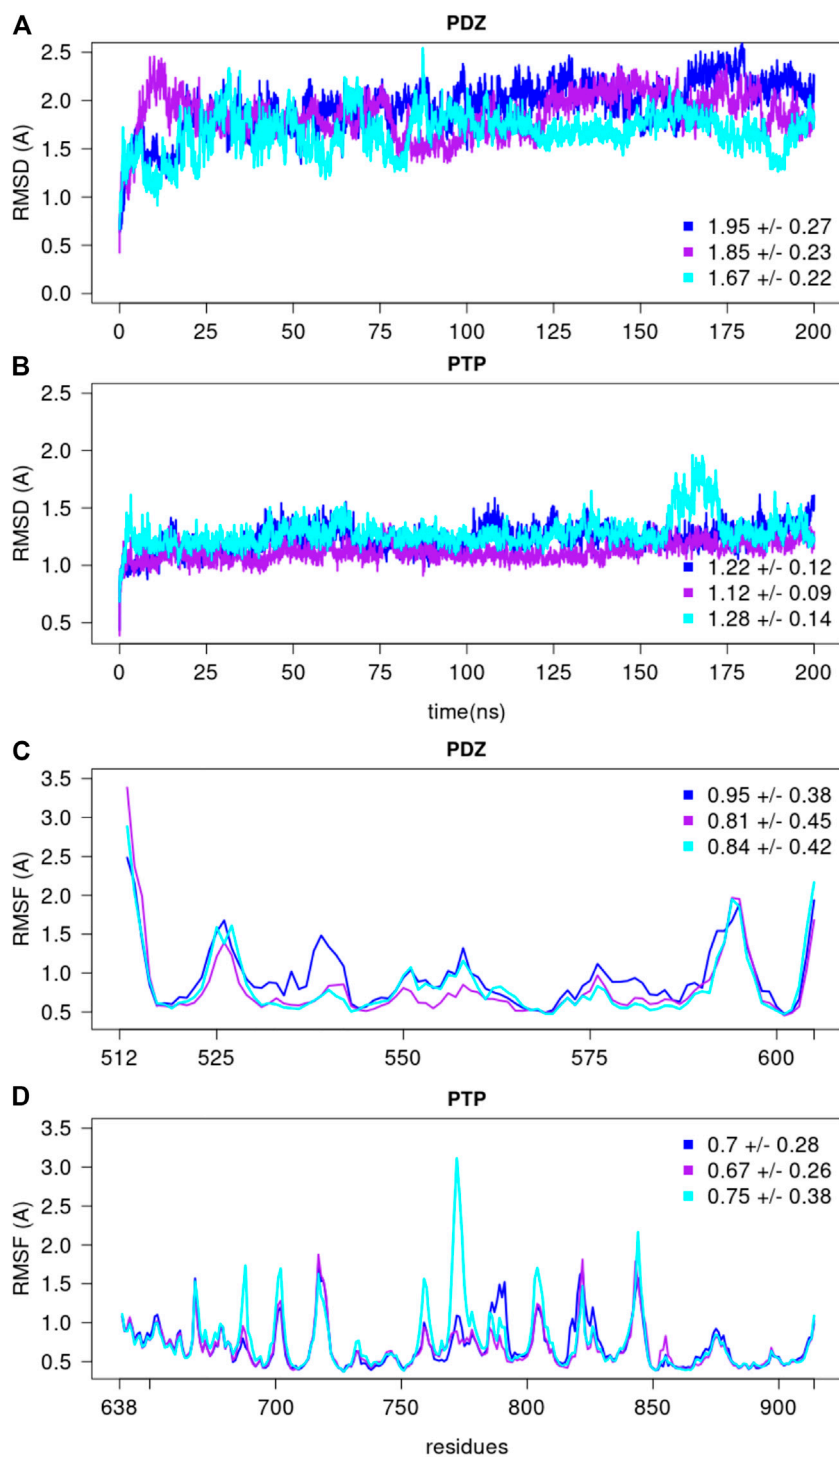 A
PDZ
RMSD (A)
2.5
2.0
1.5
1.0
0.5
0.0
1.95 +/- 0.27
1.85 +/- 0.23
1.67 +/- 0.22
0 25 50 75 100 125 150 175 200
B
PTP
RMSD (A)
2.5
2.0
1.5
1.0
0.5
1.22 +/- 0.12
1.12 +/- 0.09
1.28 +/- 0.14
0 25 50 75 100 125 150 175 200
time(ns)
C
PDZ
RMSF (A)
3.5
3.0
2.5
2.0
1.5
1.0
0.5
0.95 +/- 0.38
0.81 +/- 0.45
0.84 +/- 0.42
512 525 550 575 600
D
PTP
RMSF (A)
3.5
3.0
2.5
2.0
1.5
1.0
0.5
0.7 +/- 0.28
0.67 +/- 0.26
0.75 +/- 0.38
638 700 750 800 850 900
residues